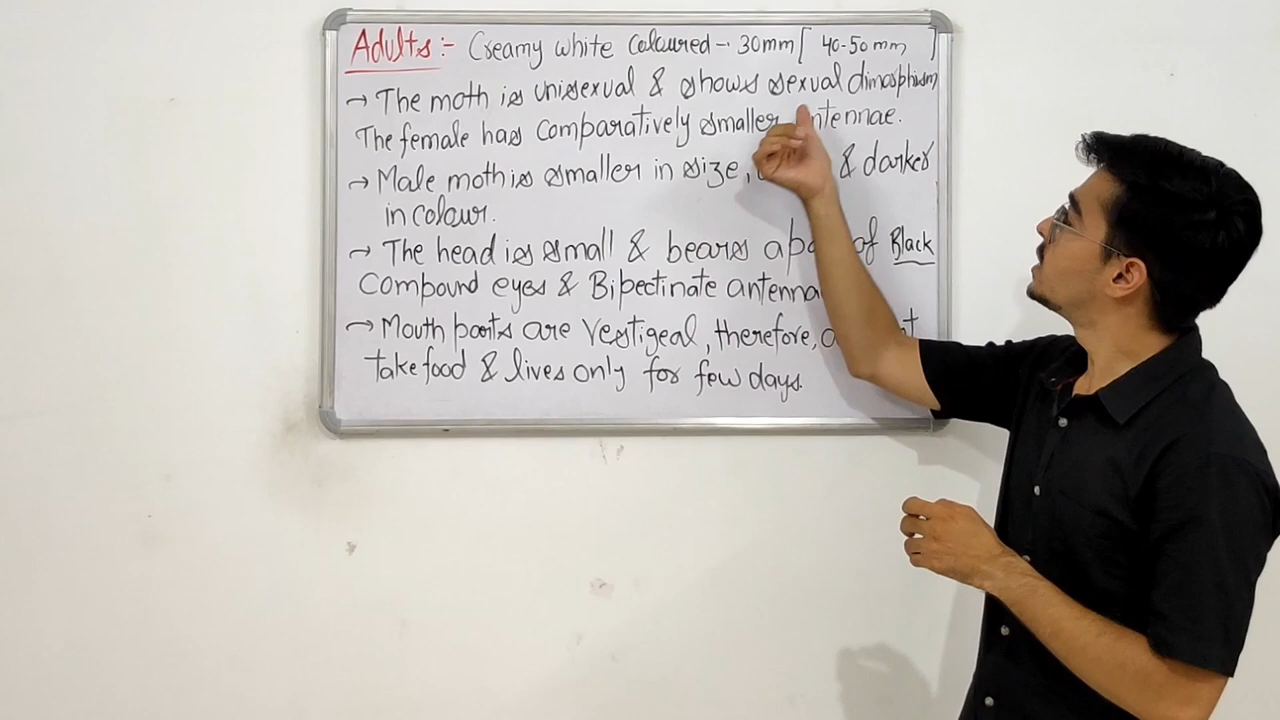 Adults :- Creamy white coloured - 30mm [ 40-50 mm ]
→ The moth is unisexual & shows sexual dimorphism
The female has comparatively smaller antennae.
→ Male moth is smaller in size, & darker
in colour.
→ The head is small & bears a of Black
Compound eyes & Bipectinate antenna
→ Mouth parts are Vestigeal, therefore,
take food & lives only for few days.